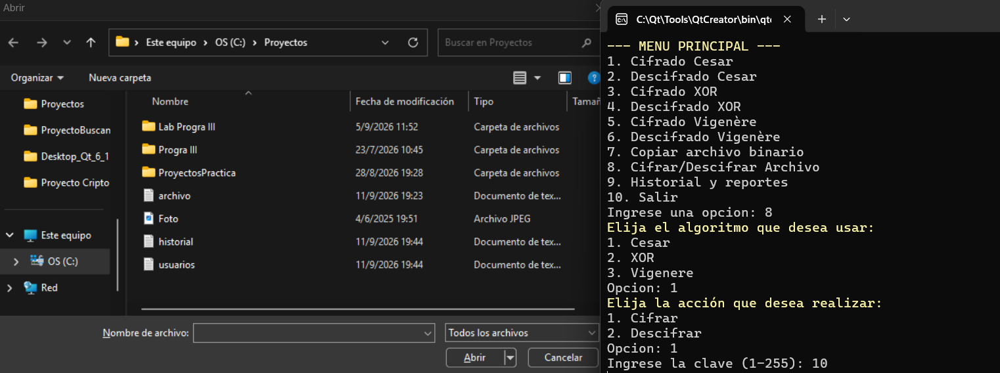 Abrir
Este equipo > OS (C:) > Proyectos
Buscar en Proyectos
Organizar
Nueva carpeta
?
Proyectos
ProyectoBuscan
Desktop_Qt_6_1
Proyecto Cripto
Este equipo
OS (C:)
Red
Nombre Fecha de modificación Tipo Tamañ
Lab Progra III 5/9/2026 11:52 Carpeta de archivos
Progra III 23/7/2026 10:45 Carpeta de archivos
ProyectosPractica 28/8/2026 19:28 Carpeta de archivos
archivo 11/9/2026 19:23 Documento de tex...
Foto 4/6/2025 19:51 Archivo JPEG
historial 11/9/2026 19:44 Documento de tex...
usuarios 11/9/2026 19:44 Documento de tex...
Nombre de archivo:
Todos los archivos
Abrir
Cancelar
C:\Qt\Tools\QtCreator\bin\qt
--- MENU PRINCIPAL ---
1. Cifrado Cesar
2. Descifrado Cesar
3. Cifrado XOR
4. Descifrado XOR
5. Cifrado Vigenère
6. Descifrado Vigenère
7. Copiar archivo binario
8. Cifrar/Descifrar Archivo
9. Historial y reportes
10. Salir
Ingrese una opcion: 8
Elija el algoritmo que desea usar:
1. Cesar
2. XOR
3. Vigenere
Opcion: 1
Elija la acción que desea realizar:
1. Cifrar
2. Descifrar
Opcion: 1
Ingrese la clave (1-255): 10